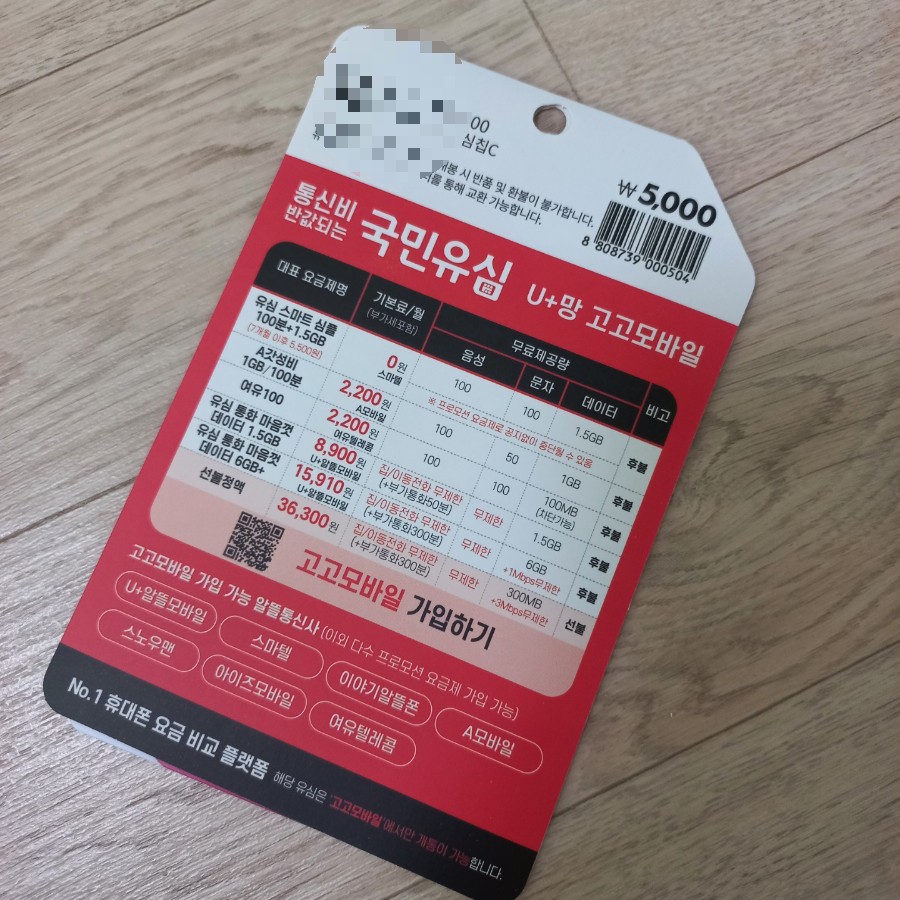 00
심칩C
개봉 시 반품 및 환불이 불가합니다.
통해 교환 가능합니다.
₩5,000
8 808739 000504
통신비
반값되는
국민유심
U+망 고고모바일
대표 요금제명 기본료/월 (부가세포함) 무료제공량 비고
음성 문자 데이터
유심 스마트 심플
100분+1.5GB
(7개월 이후 5,500원)
0원
스마텔
100 100 1.5GB 후불
※ 프로모션 요금제로 공지없이 중단될 수 있음
A갓성비
1GB/100분
2,200원
A모바일
100 50 1GB 후불
여유100
2,200원
여유텔레콤
100 100 100MB
(차단가능)
후불
유심 통화 마음껏
데이터 1.5GB
8,900원
U+알뜰모바일
집/이동전화 무제한
(+부가통화50분)
무제한 1.5GB 후불
유심 통화 마음껏
데이터 6GB+
15,910원
U+알뜰모바일
집/이동전화 무제한
(+부가통화300분)
무제한 6GB
+1Mbps무제한
후불
선불정액
36,300원
집/이동전화 무제한
(+부가통화300분)
무제한 300MB
+3Mbps무제한
선불
고고모바일 가입하기
고고모바일 가입 가능 알뜰통신사 (이외 다수 프로모션 요금제 가입 가능)
U+알뜰모바일 스마텔 이야기알뜰폰 A모바일
스노우맨 아이즈모바일 여유텔레콤
No.1 휴대폰 요금 비교 플랫폼
해당 유심은 '고고모바일'에서만 개통이 가능합니다.